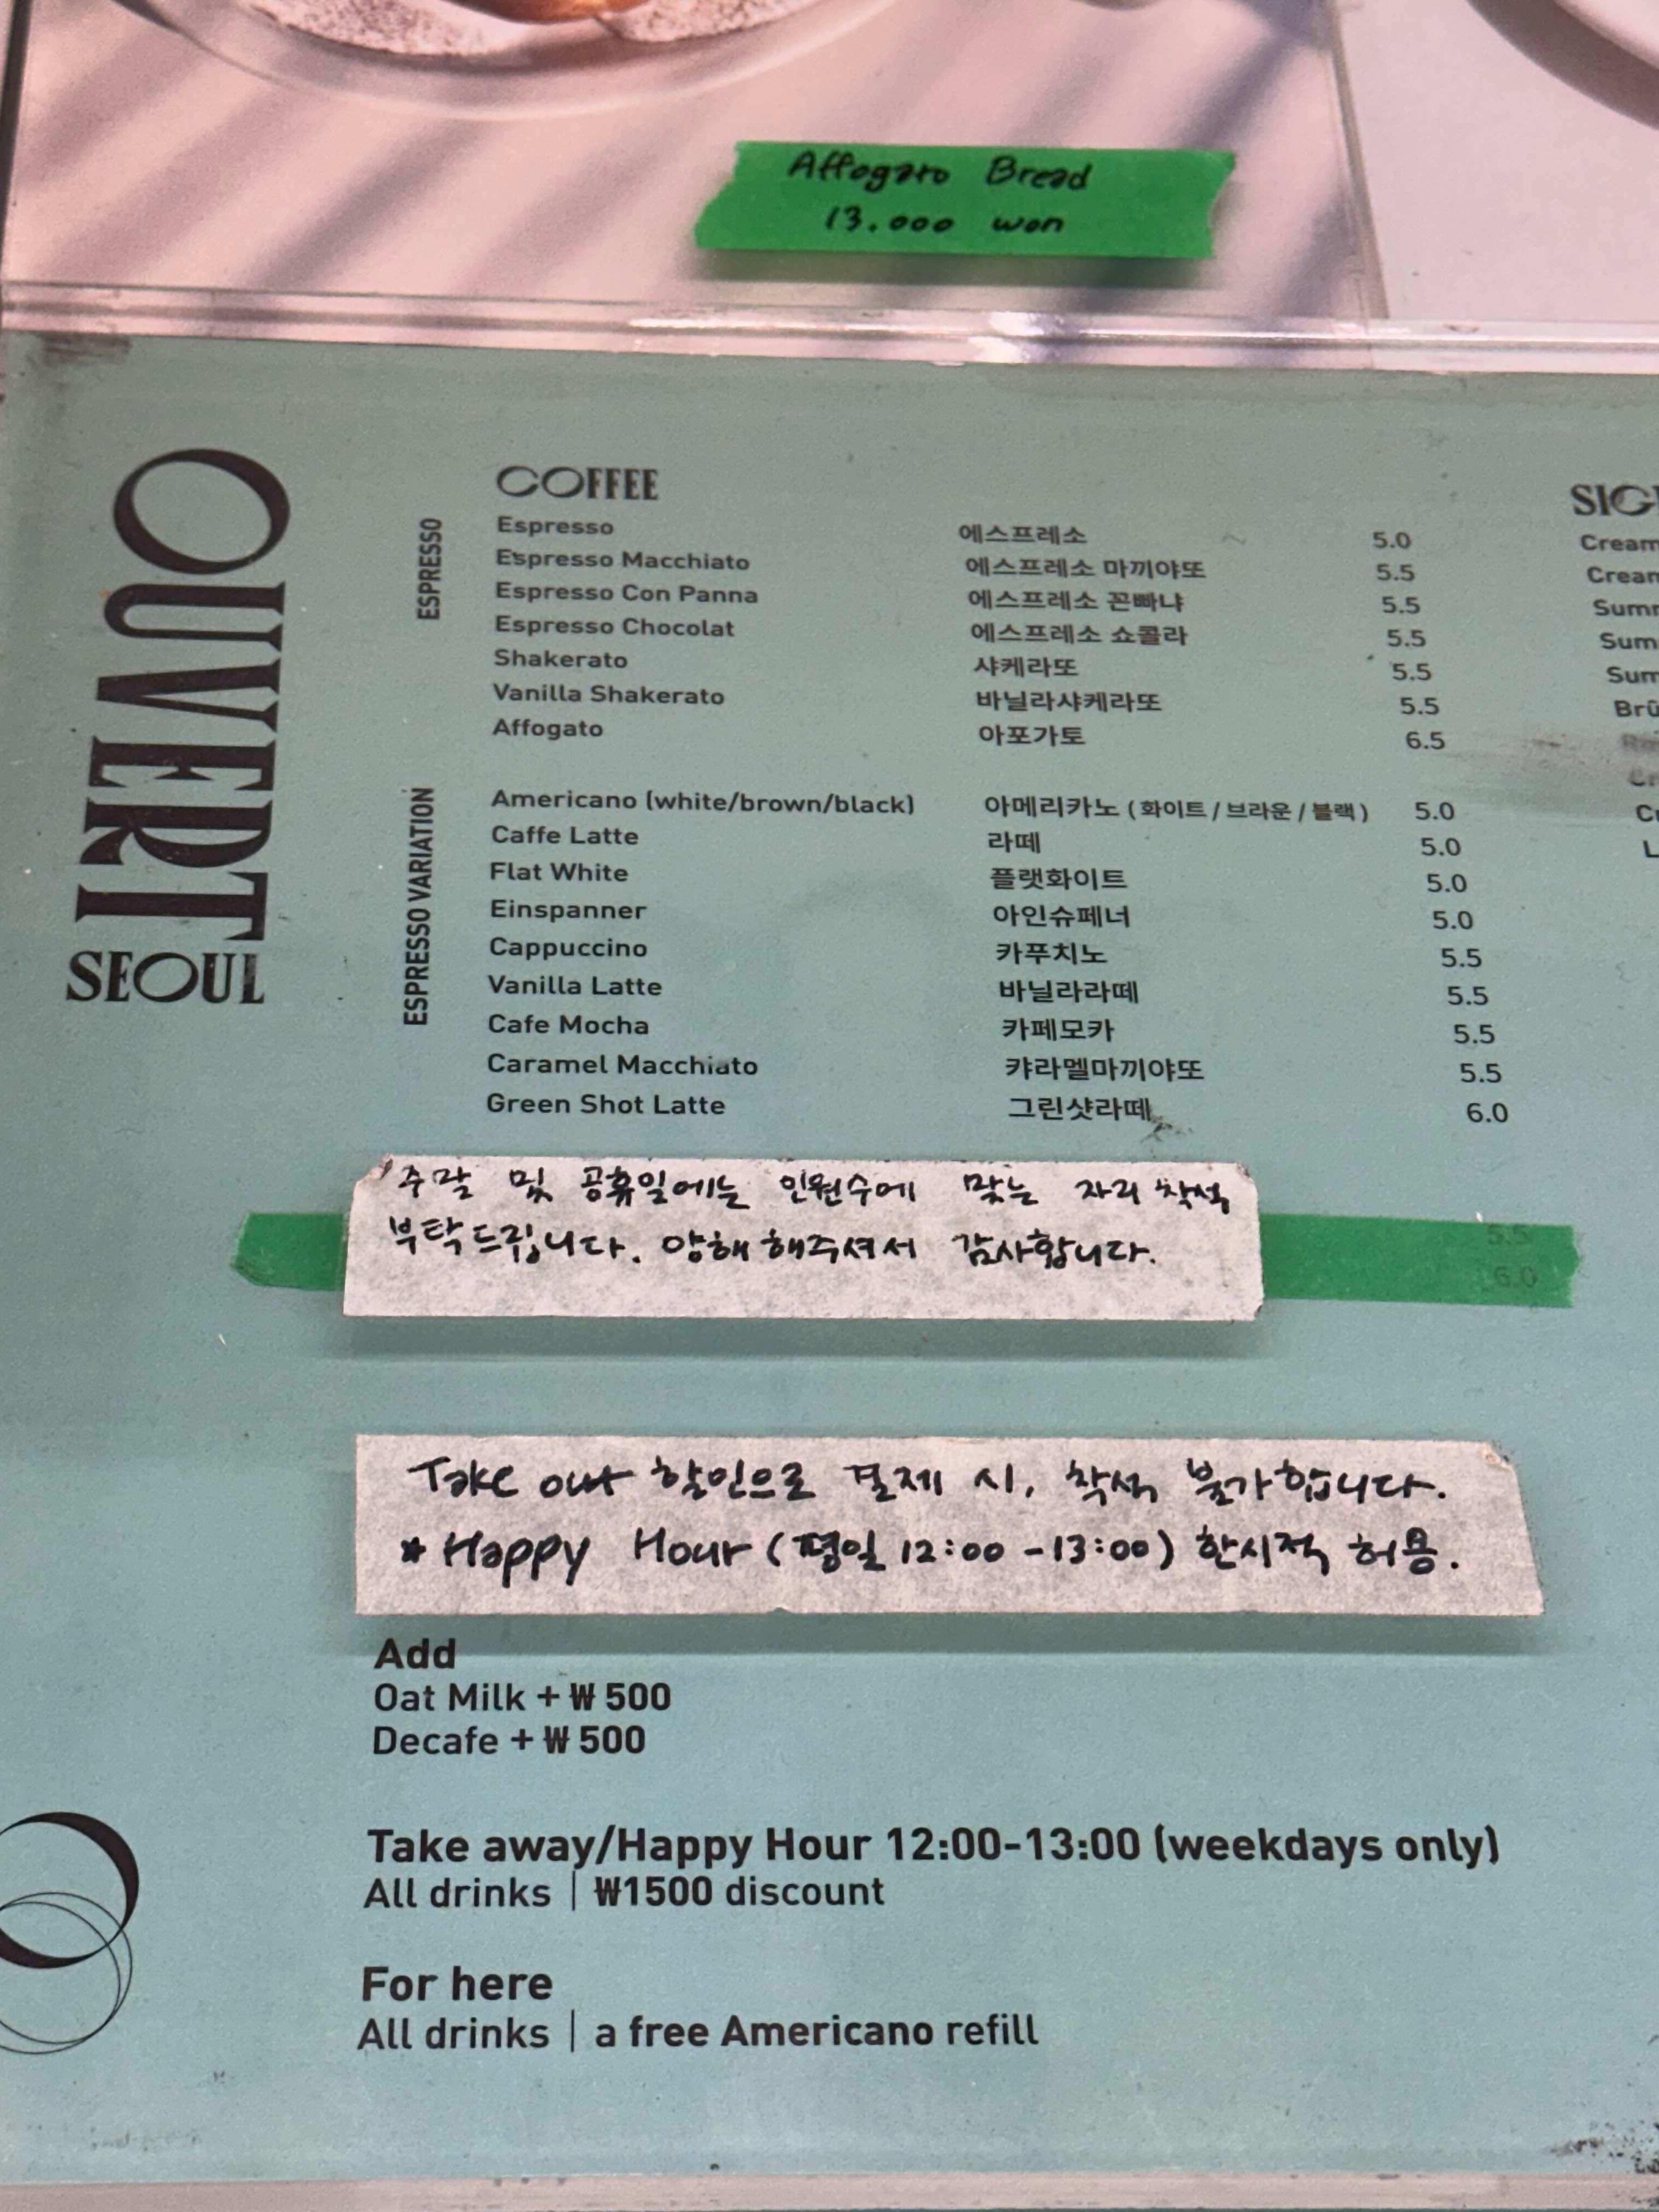 Affogato Bread
13.000 won
OUVERT
SEOUL
COFFEE
ESPRESSO
Espresso 에스프레소 5.0
Espresso Macchiato 에스프레소 마끼야또 5.5
Espresso Con Panna 에스프레소 꼰빠냐 5.5
Espresso Chocolat 에스프레소 쇼콜라 5.5
Shakerato 샤케라또 5.5
Vanilla Shakerato 바닐라샤케라또 5.5
Affogato 아포가토 6.5
ESPRESSO VARIATION
Americano (white/brown/black) 아메리카노 (화이트/브라운/블랙) 5.0
Caffe Latte 라떼 5.0
Flat White 플랫화이트 5.0
Einspanner 아인슈페너 5.0
Cappuccino 카푸치노 5.5
Vanilla Latte 바닐라라떼 5.5
Cafe Mocha 카페모카 5.5
Caramel Macchiato 캬라멜마끼야또 5.5
Green Shot Latte 그린샷라떼 6.0
SIG
Cream
Crean
Sum
Sum
Brû
주말 및 공휴일에는 인원수에 맞는 자리 착석
부탁드립니다. 양해해주셔서 감사합니다.
5.5
6.0
Take out 할인으로 결제 시, 착석 불가합니다.
* Happy Hour (평일 12:00 - 13:00) 한시적 허용.
Add
Oat Milk + ₩ 500
Decafe + ₩ 500
Take away/Happy Hour 12:00-13:00 (weekdays only)
All drinks | ₩1500 discount
For here
All drinks | a free Americano refill